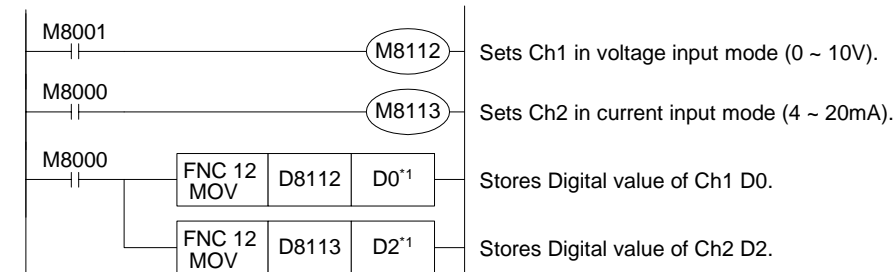 M8001
M8112 Sets Ch1 in voltage input mode (0 ~ 10V).
M8000
M8113 Sets Ch2 in current input mode (4 ~ 20mA).
M8000
FNC 12 MOV D8112 D0*1 Stores Digital value of Ch1 D0.
FNC 12 MOV D8113 D2*1 Stores Digital value of Ch2 D2.